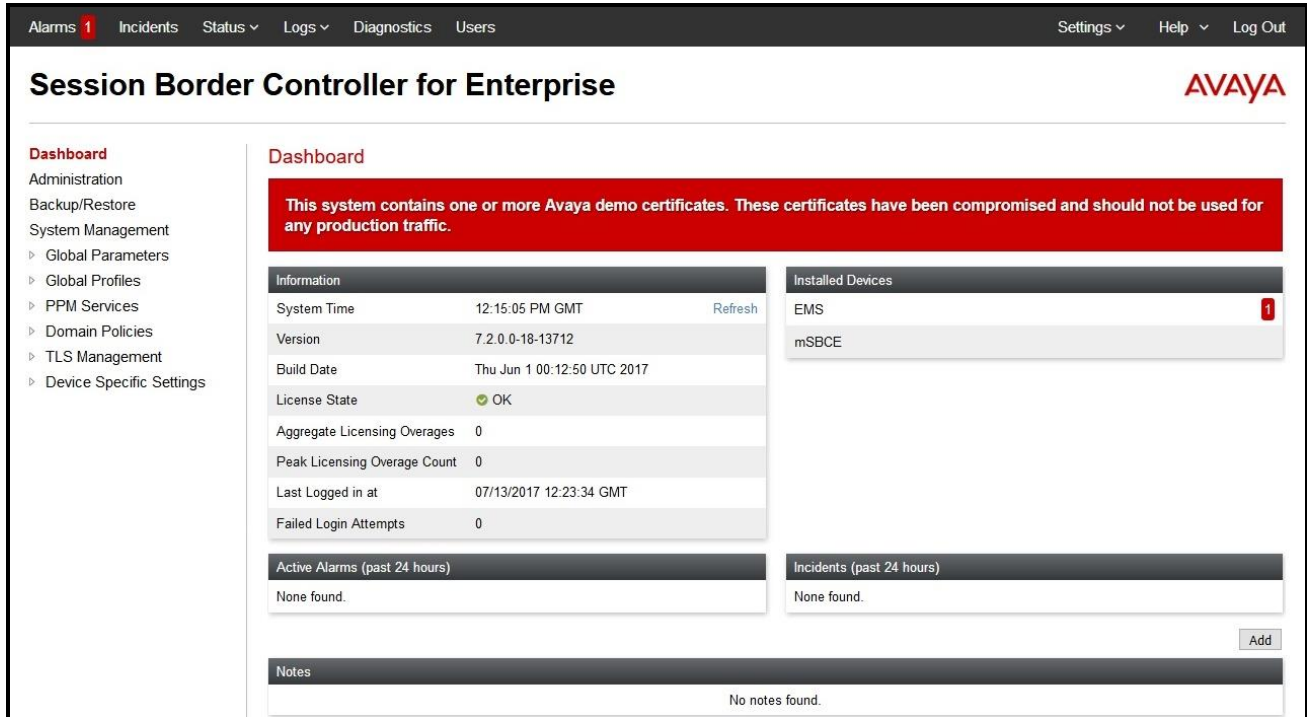 Alarms 1 Incidents Status Logs Diagnostics Users Settings Help Log Out
Session Border Controller for Enterprise
AVAYA
Dashboard
Administration
Backup/Restore
System Management
Global Parameters
Global Profiles
PPM Services
Domain Policies
TLS Management
Device Specific Settings
Dashboard
This system contains one or more Avaya demo certificates. These certificates have been compromised and should not be used for
any production traffic.
Information
System Time 12:15:05 PM GMT Refresh
Version 7.2.0.0-18-13712
Build Date Thu Jun 1 00:12:50 UTC 2017
License State OK
Aggregate Licensing Overages 0
Peak Licensing Overage Count 0
Last Logged in at 07/13/2017 12:23:34 GMT
Failed Login Attempts 0
Installed Devices
EMS 1
mSBCE
Active Alarms (past 24 hours)
None found.
Incidents (past 24 hours)
None found.
Add
Notes
No notes found.